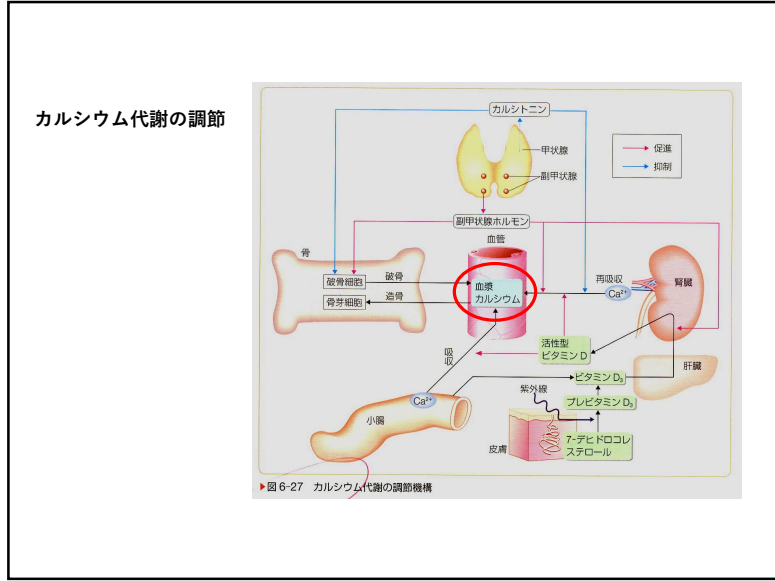 カルシウム代謝の調節
カルシトニン
甲状腺
副甲状腺
促進
抑制
副甲状腺ホルモン
血管
骨
破骨細胞
破骨
骨芽細胞
造骨
血漿
カルシウム
再吸収
Ca²⁺
腎臓
活性型
ビタミン D
吸収
肝臓
ビタミン D₃
紫外線
プレビタミン D₃
Ca²⁺
小腸
皮膚
7-デヒドロコレ
ステロール
▶図 6-27 カルシウム代謝の調節機構